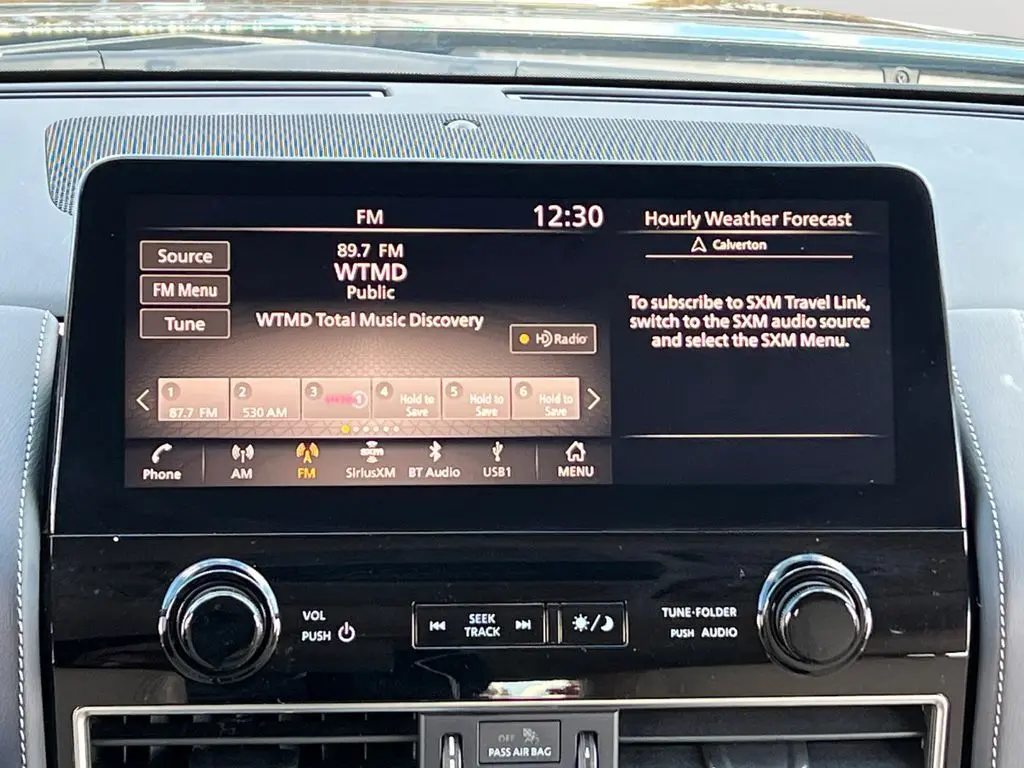 FM
12:30
Source
FM Menu
Tune
89.7 FM
WTMD
Public
WTMD Total Music Discovery
HD Radio
1
87.7 FM
2
530 AM
3
1
4
Hold to
Save
5
Hold to
Save
6
Hold to
Save
Phone
AM
FM
sxm
SiriusXM
BT Audio
USB1
MENU
Hourly Weather Forecast
Calverton
To subscribe to SXM Travel Link,
switch to the SXM audio source
and select the SXM Menu.
VOL
PUSH
SEEK
TRACK
TUNE·FOLDER
PUSH AUDIO
OFF
PASS AIR BAG